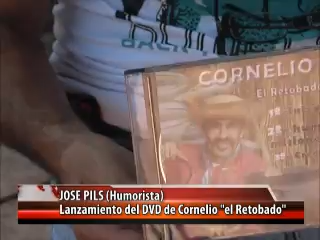 CORNELIO
El Retobado
JOSE PILS (Humorista)
Lanzamiento del DVD de Cornelio "el Retobado"